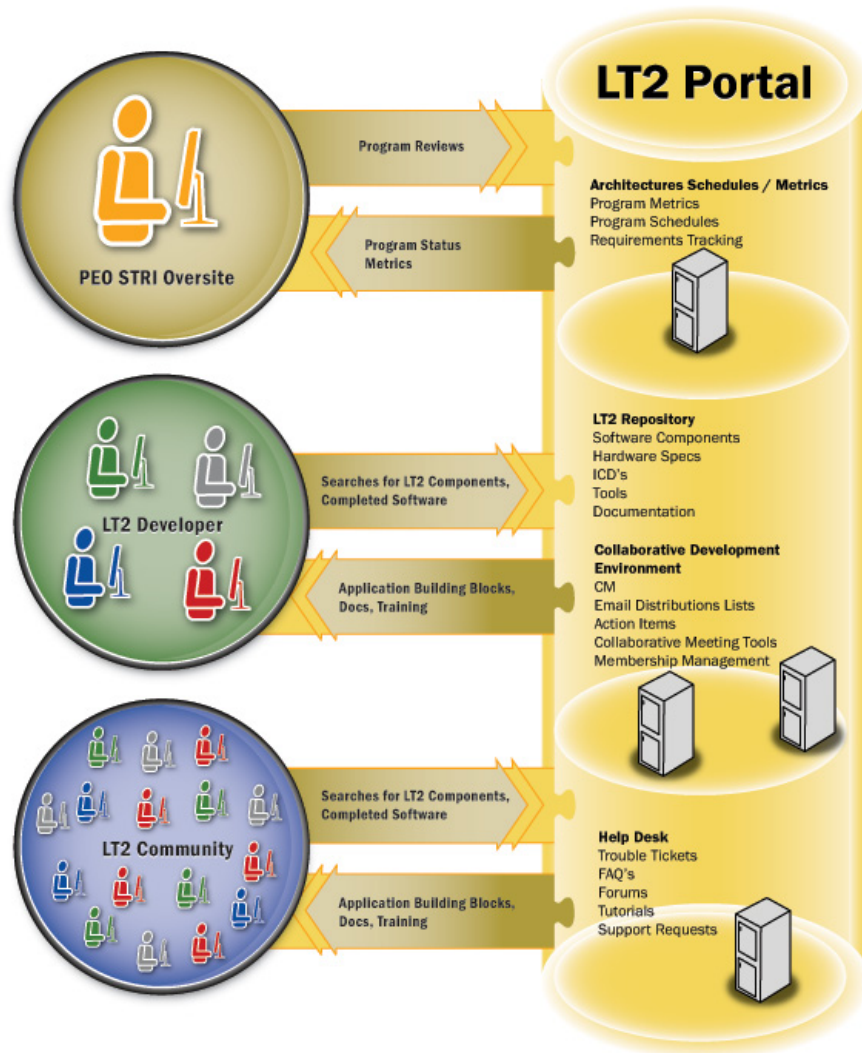 LT2 Portal
Program Reviews
Program Status
Metrics
PEO STRI Oversite
Architectures Schedules / Metrics
Program Metrics
Program Schedules
Requirements Tracking
LT2 Developer
Searches for LT2 Components,
Completed Software
Application Building Blocks,
Docs, Training
LT2 Repository
Software Components
Hardware Specs
ICD's
Tools
Documentation
Collaborative Development
Environment
CM
Email Distributions Lists
Action Items
Collaborative Meeting Tools
Membership Management
LT2 Community
Searches for LT2 Components,
Completed Software
Application Building Blocks,
Docs, Training
Help Desk
Trouble Tickets
FAQ's
Forums
Tutorials
Support Requests